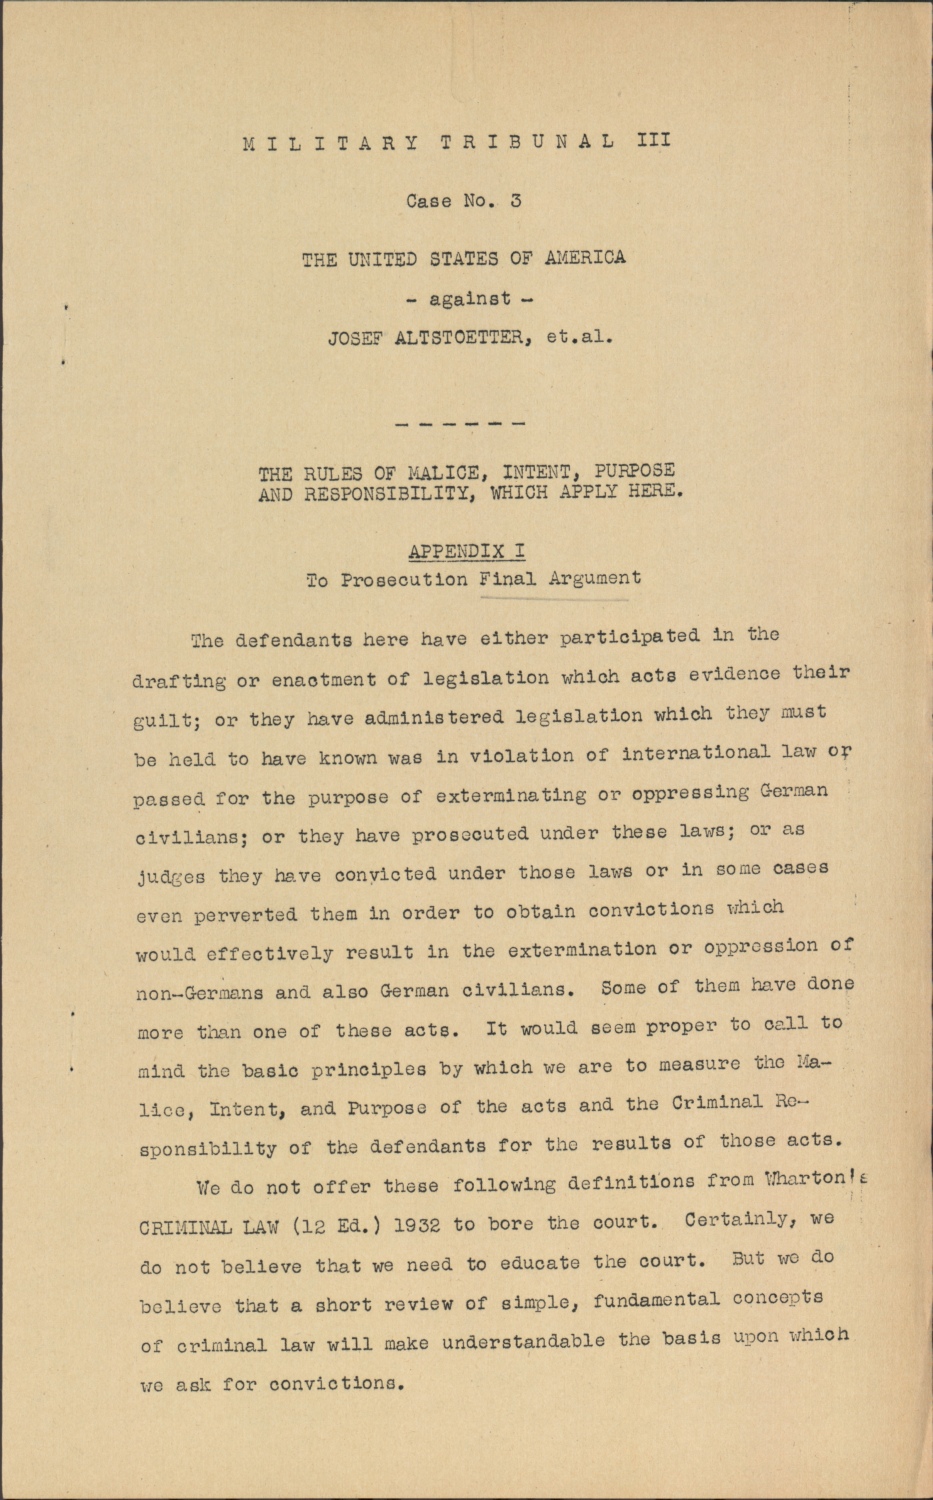 MILITARY TRIBUNAL III
Case No. 3
THE UNITED STATES OF AMERICA
- against -
JOSEF ALTSTOETTER, et.al.
------
THE RULES OF MALICE, INTENT, PURPOSE
AND RESPONSIBILITY, WHICH APPLY HERE.
APPENDIX I
To Prosecution Final Argument
The defendants here have either participated in the
drafting or enactment of legislation which acts evidence their
guilt; or they have administered legislation which they must
be held to have known was in violation of international law or
passed for the purpose of exterminating or oppressing German
civilians; or they have prosecuted under these laws; or as
judges they have convicted under those laws or in some cases
even perverted them in order to obtain convictions which
would effectively result in the extermination or oppression of
non-Germans and also German civilians. Some of them have done
more than one of these acts. It would seem proper to call to
mind the basic principles by which we are to measure the Ma-
lice, Intent, and Purpose of the acts and the Criminal Re-
sponsibility of the defendants for the results of those acts.
We do not offer these following definitions from Wharton's
CRIMINAL LAW (12 Ed.) 1932 to bore the court. Certainly, we
do not believe that we need to educate the court. But we do
believe that a short review of simple, fundamental concepts
of criminal law will make understandable the basis upon which
we ask for convictions.